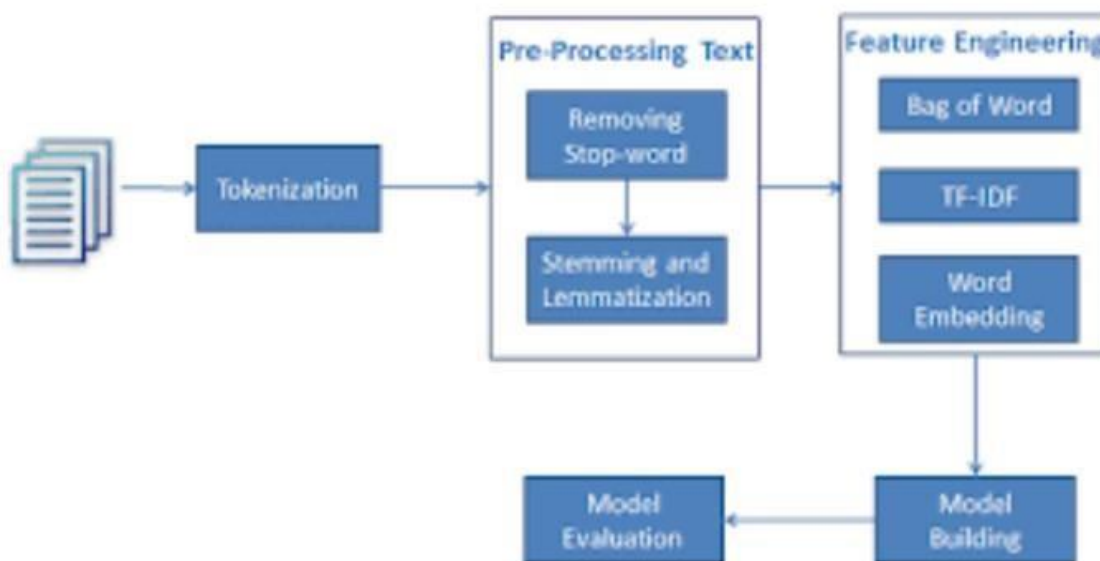 Pre-Processing Text
Feature Engineering
Removing
Stop-word
Bag of Word
Tokenization
TF-IDF
Stemming and
Lemmatization
Word
Embedding
Model
Evaluation
Model
Building